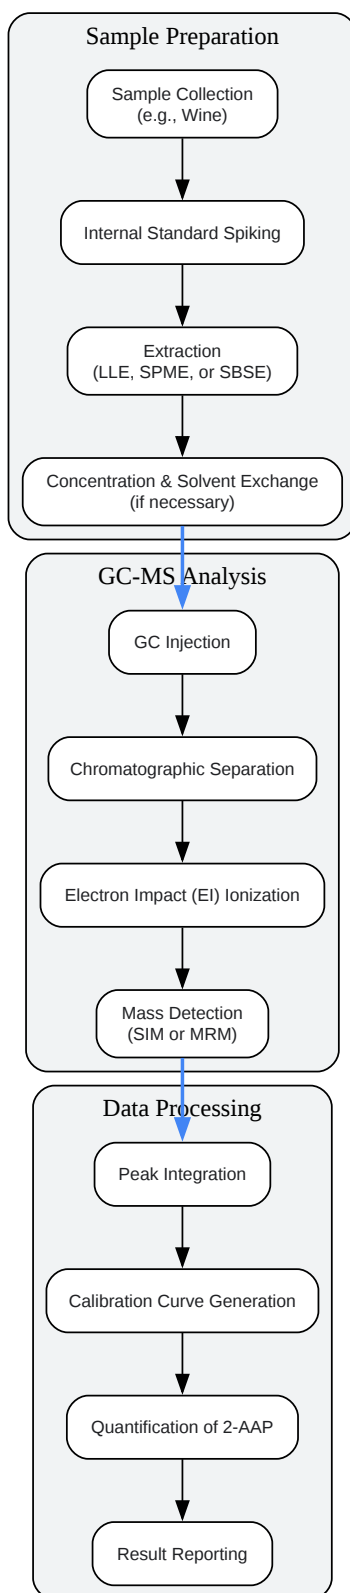 Sample Preparation
Sample Collection
(e.g., Wine)
Internal Standard Spiking
Extraction
(LLE, SPME, or SBSE)
Concentration & Solvent Exchange
(if necessary)
GC-MS Analysis
GC Injection
Chromatographic Separation
Electron Impact (EI) Ionization
Mass Detection
(SIM or MRM)
Data Processing
Peak Integration
Calibration Curve Generation
Quantification of 2-AAP
Result Reporting